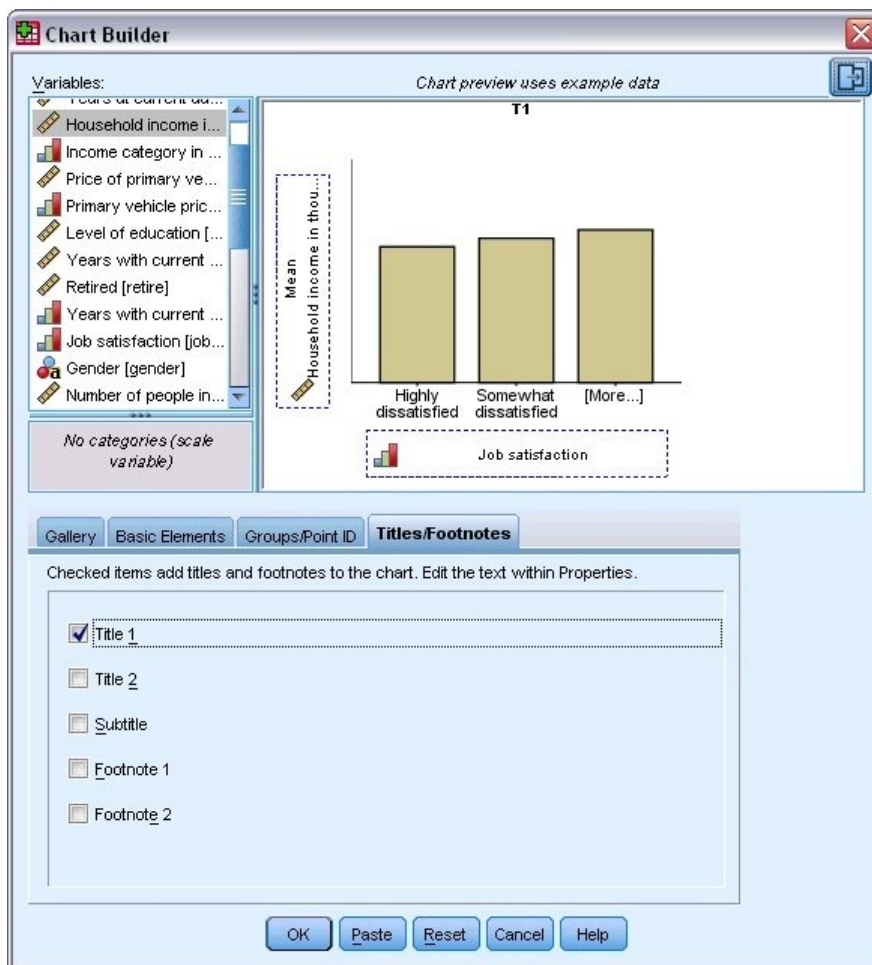 Chart Builder
Variables:
Chart preview uses example data
Household income i...
Income category in ...
Price of primary ve...
Primary vehicle pric...
Level of education [...
Years with current ...
Retired [retire]
Years with current ...
Job satisfaction [job...
Gender [gender]
Number of people in...
No categories (scale
variable)
T1
Mean
Household income in thou...
Highly
dissatisfied
Somewhat
dissatisfied
[More...]
Job satisfaction
Gallery
Basic Elements
Groups/Point ID
Titles/Footnotes
Checked items add titles and footnotes to the chart. Edit the text within Properties.
Title 1
Title 2
Subtitle
Footnote 1
Footnote 2
OK
Paste
Reset
Cancel
Help